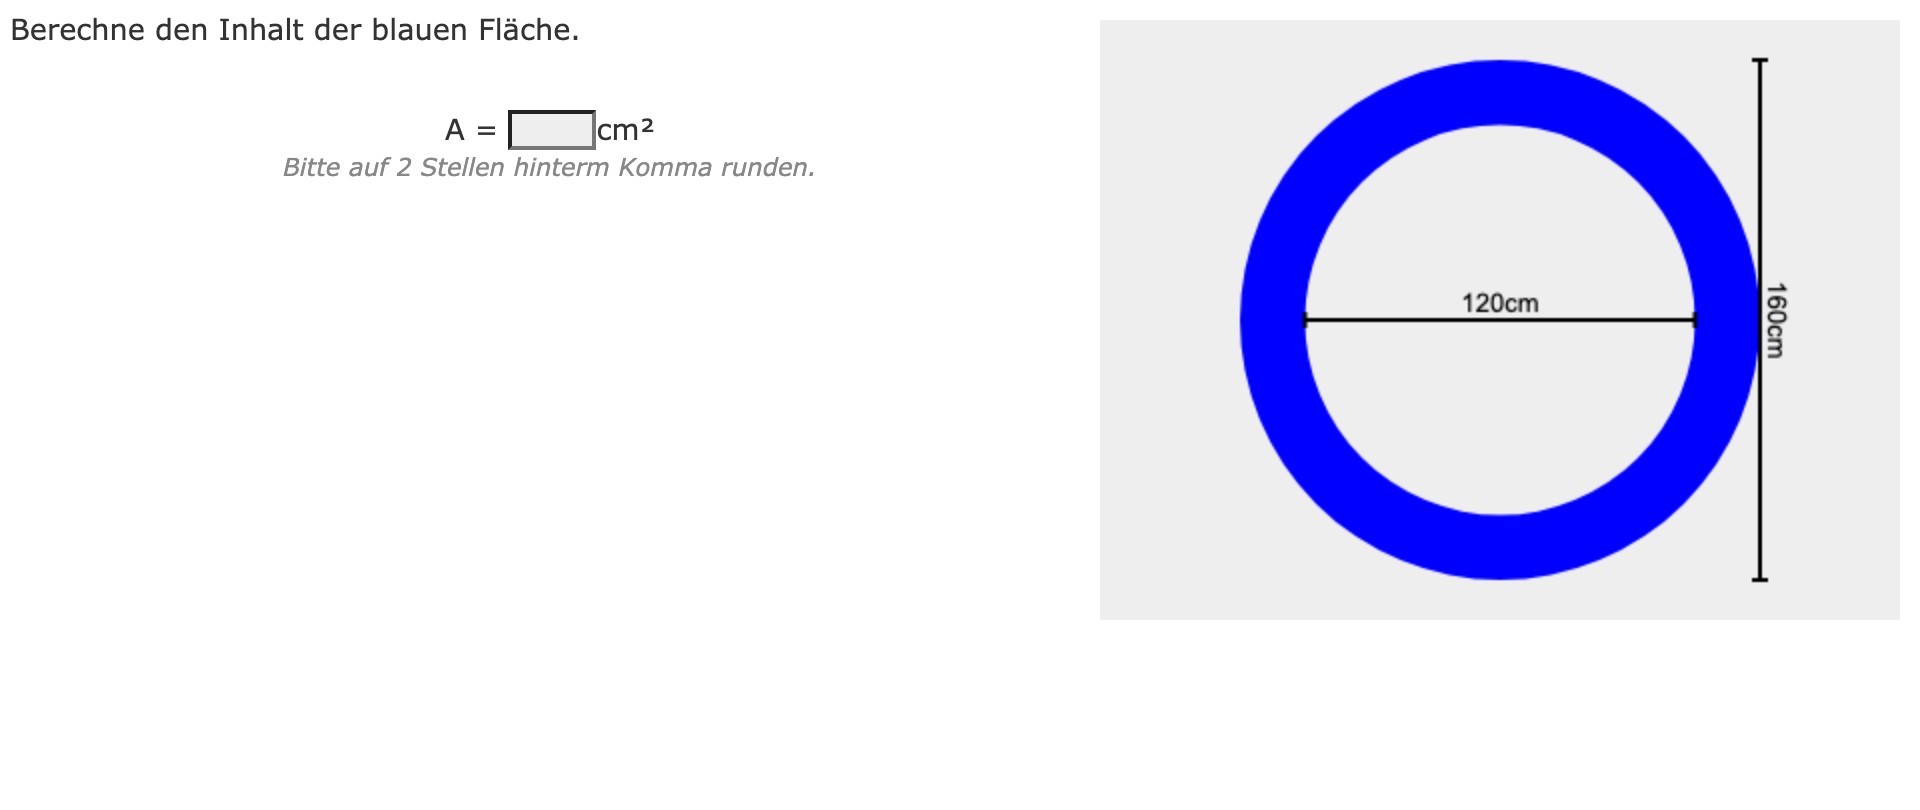 Berechne den Inhalt der blauen Fläche.
A = cm²
Bitte auf 2 Stellen hinterm Komma runden.
120cm
160cm